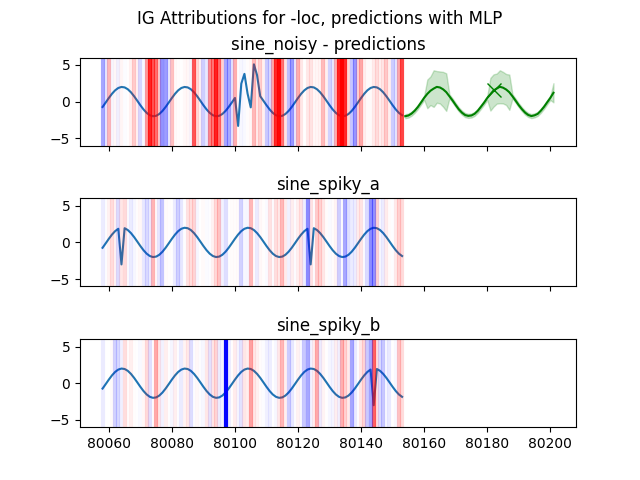 IG Attributions for -loc, predictions with MLP
sine_noisy - predictions
5
0
−5
sine_spiky_a
5
0
−5
sine_spiky_b
5
0
−5
80060 80080 80100 80120 80140 80160 80180 80200